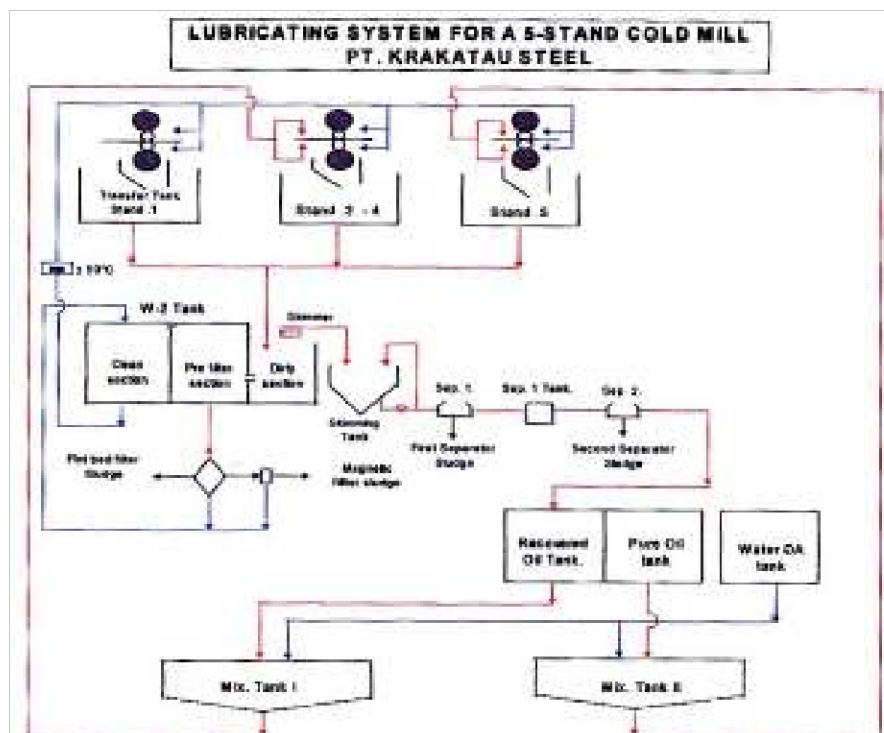 LUBRICATING SYSTEM FOR A 5-STAND COLD MILL
PT. KRAKATAU STEEL
Transfer Tank
Stand 1
Stand 2 - 4
Stand 5
W-2 Tank
Skimmer
Clean
section
Pre filter
section
Dirty
section
Skimming
Tank
Sep. 1.
Sep. 1 Tank.
Sep. 2.
First Separator
Sludge
Second Separator
Sludge
Flat bed filter
Sludge
Magnetic
Filter sludge
Recovered
Oil Tank.
Pure Oil
tank
Water DA
tank
Mix. Tank I
Mix. Tank II